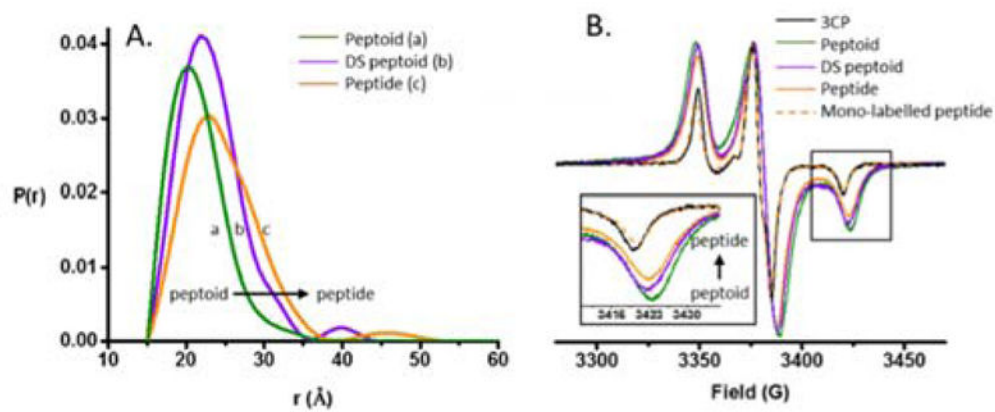 A.
Peptoid (a)
DS peptoid (b)
Peptide (c)
0.04
0.03
0.02
0.01
0.00
P(r)
a b c
peptoid peptide
10 20 30 40 50 60
r (Å)
B.
3CP
Peptoid
DS peptoid
Peptide
Mono-labelled peptide
peptide
peptoid
3416 3423 3430
3300 3350 3400 3450
Field (G)